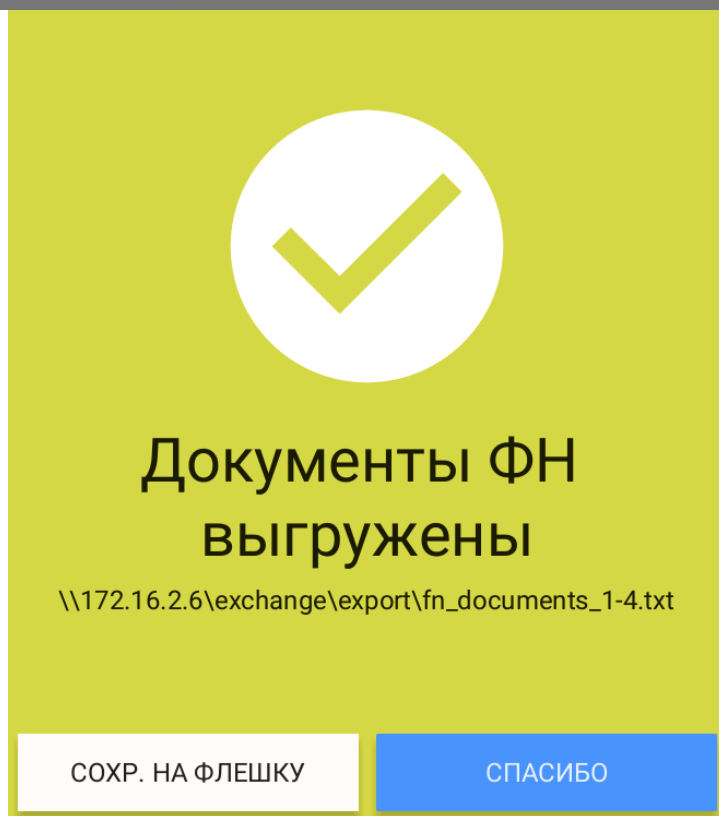 Документы ФН
выгружены
\\172.16.2.6\exchange\export\fn_documents_1-4.txt
СОХР. НА ФЛЕШКУ
СПАСИБО